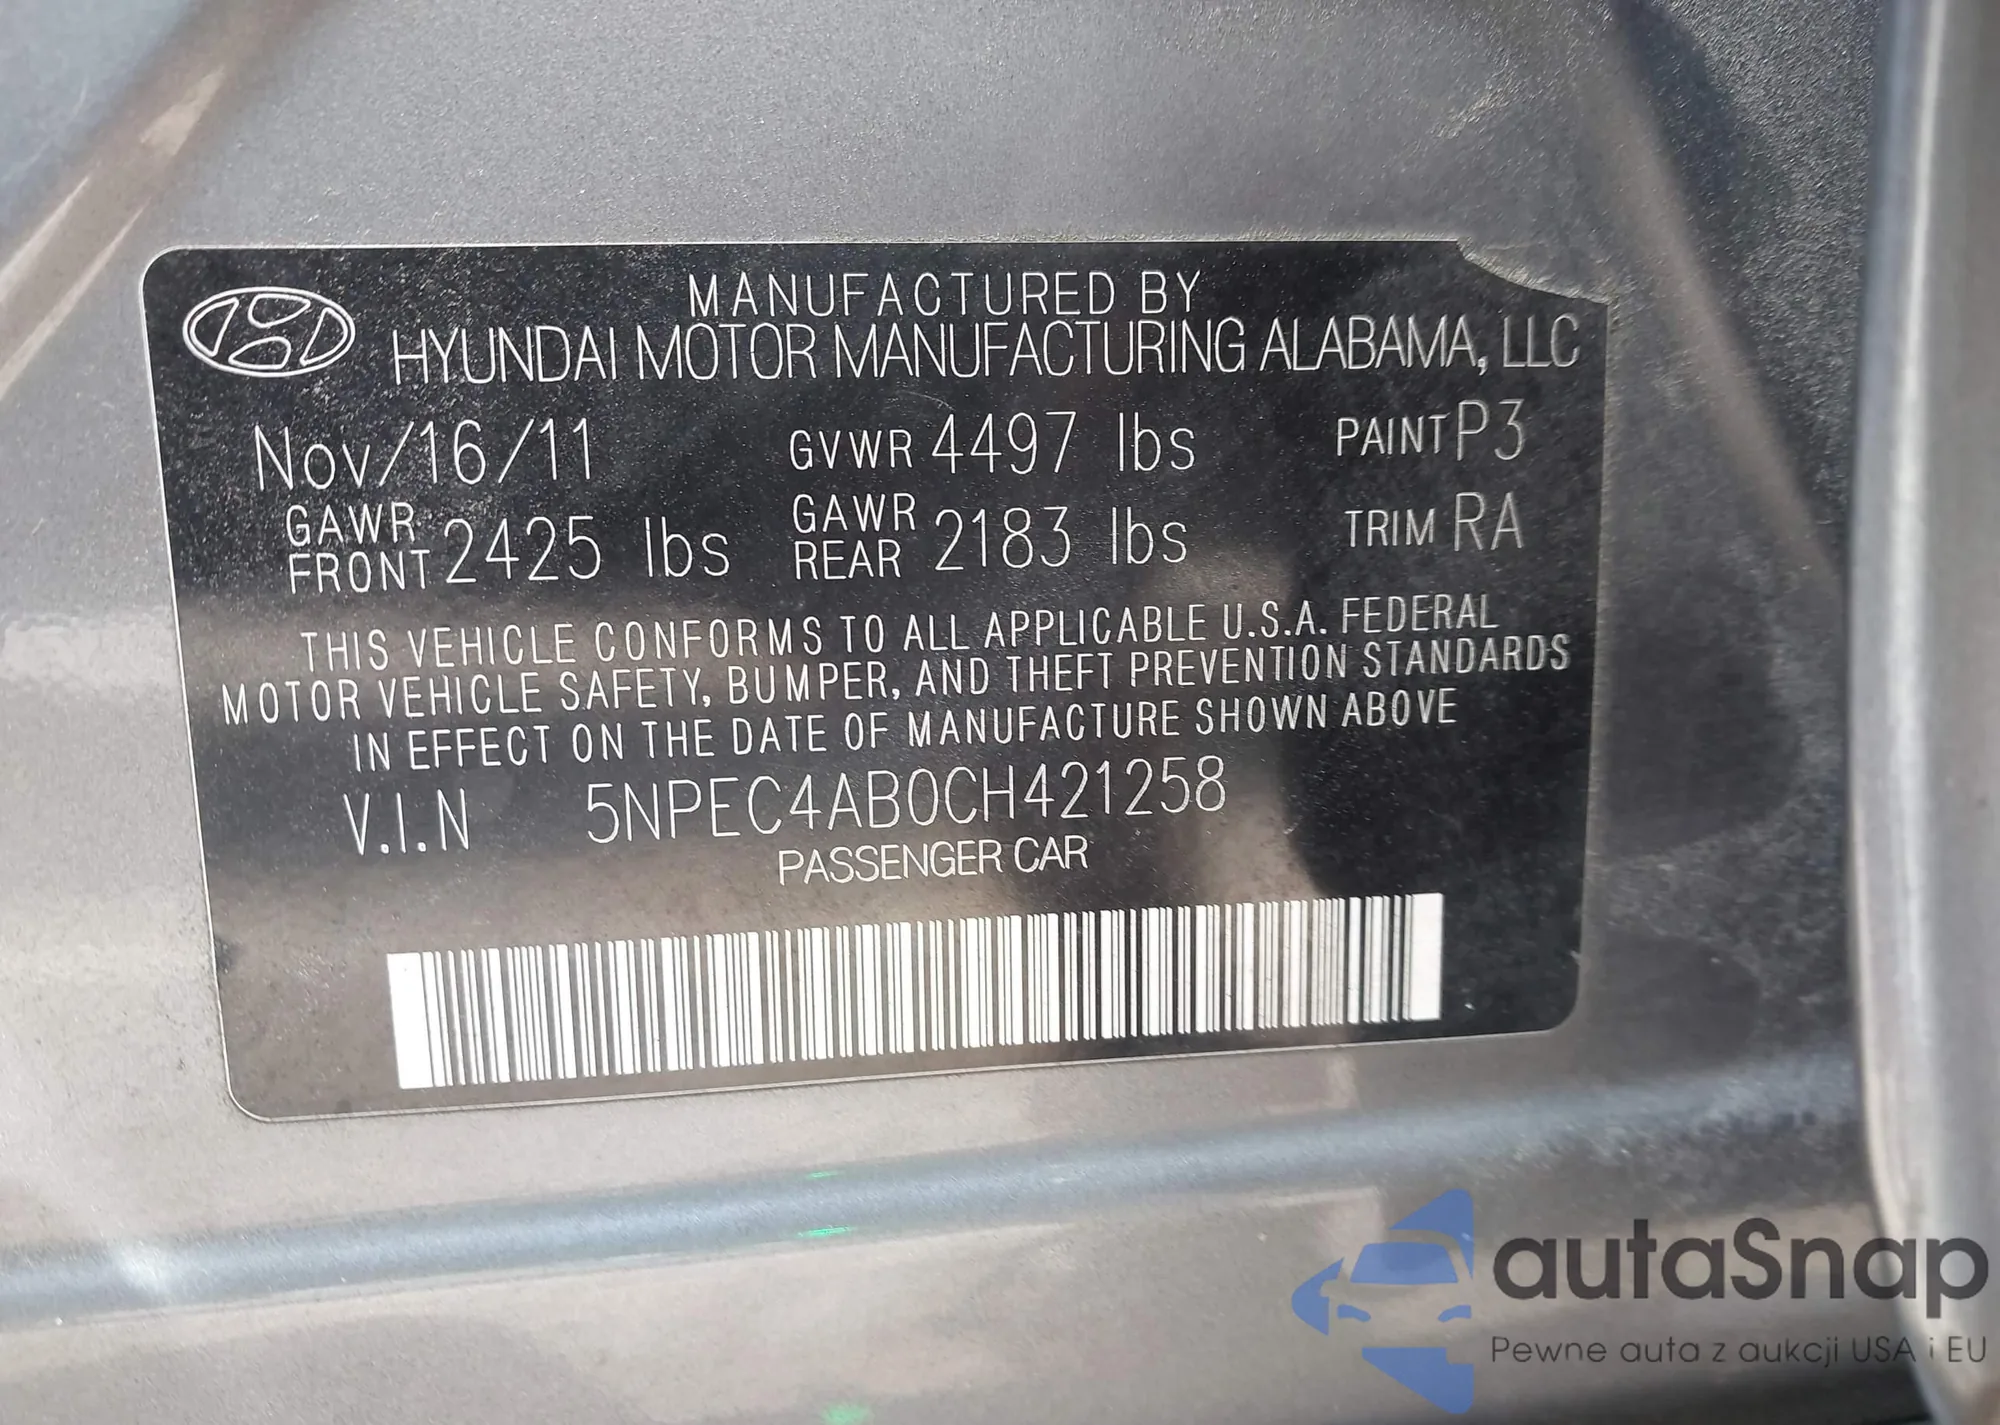 MANUFACTURED BY
HYUNDAI MOTOR MANUFACTURING ALABAMA, LLC
Nov/16/11 GVWR 4497 lbs PAINT P3
GAWR FRONT 2425 lbs GAWR REAR 2183 lbs TRIM RA
THIS VEHICLE CONFORMS TO ALL APPLICABLE U.S.A. FEDERAL
MOTOR VEHICLE SAFETY, BUMPER, AND THEFT PREVENTION STANDARDS
IN EFFECT ON THE DATE OF MANUFACTURE SHOWN ABOVE
V.I.N 5NPEC4AB0CH421258
PASSENGER CAR
autaSnap
Pewne auta z aukcji USA i EU